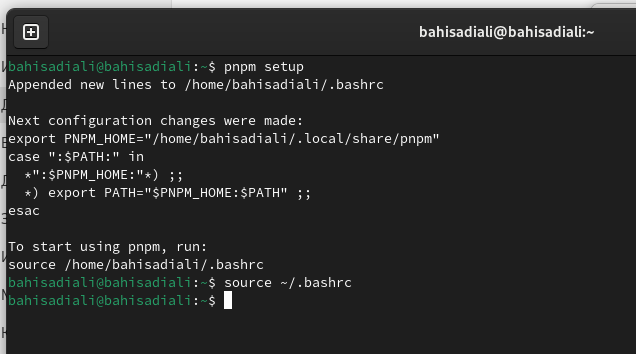 bahisadiali@bahisadiali:~
bahisadiali@bahisadiali:~$ pnpm setup
Appended new lines to /home/bahisadiali/.bashrc
Next configuration changes were made:
export PNPM_HOME="/home/bahisadiali/.local/share/pnpm"
case ":$PATH:" in
  *":$PNPM_HOME:"*) ;;
  *) export PATH="$PNPM_HOME:$PATH" ;;
esac
To start using pnpm, run:
source /home/bahisadiali/.bashrc
bahisadiali@bahisadiali:~$ source ~/.bashrc
bahisadiali@bahisadiali:~$